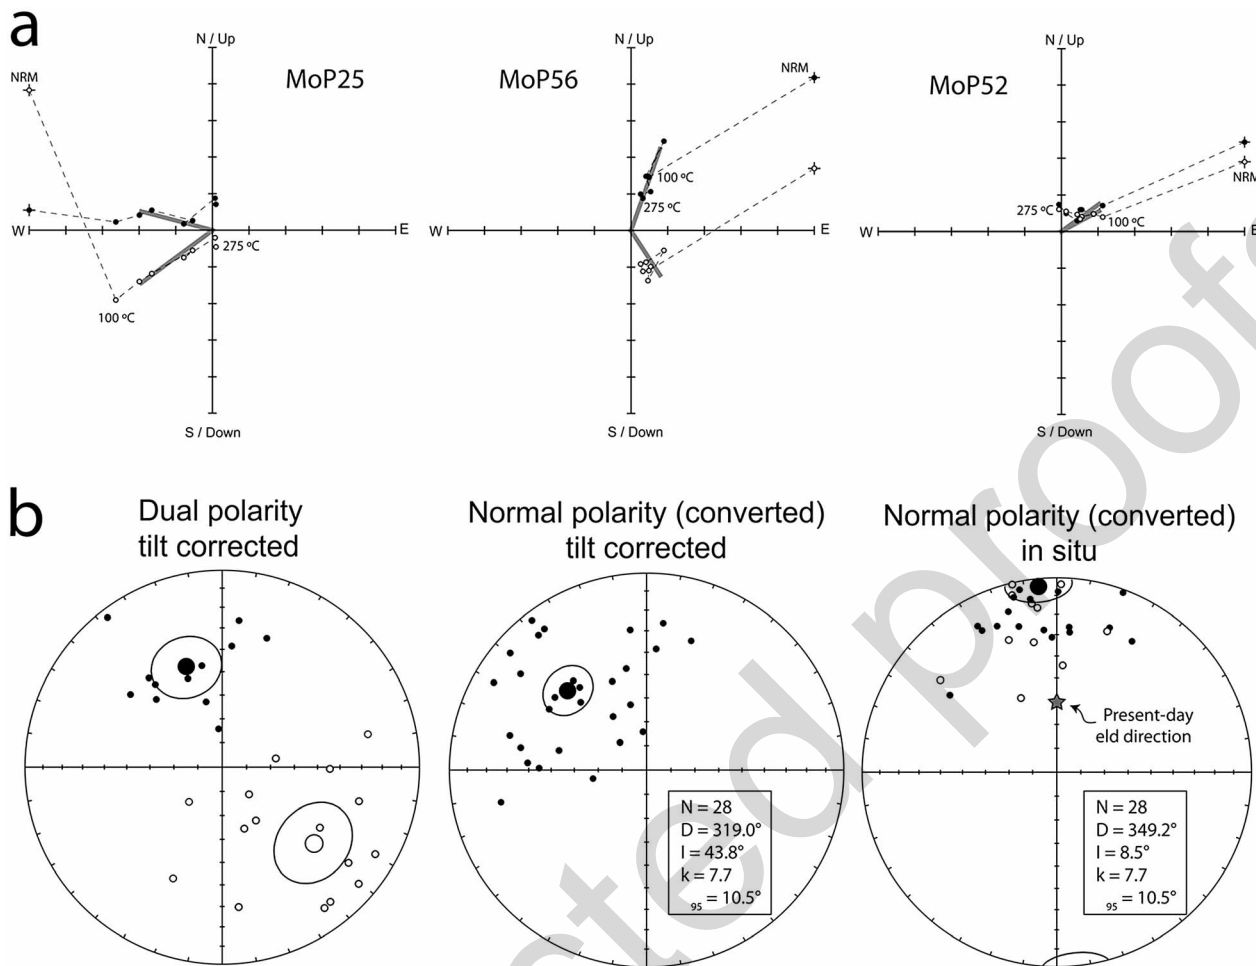 a
N / Up
MoP25
NRM
W
E
275 ºC
100 ºC
S / Down
N / Up
MoP56
NRM
100 ºC
275 ºC
W
E
S / Down
N / Up
MoP52
NRM
275 ºC
100 ºC
W
E
S / Down
b
Dual polarity
tilt corrected
Normal polarity (converted)
tilt corrected
N = 28
D = 319.0°
I = 43.8°
k = 7.7
95 = 10.5°
Normal polarity (converted)
in situ
Present-day
eld direction
N = 28
D = 349.2°
I = 8.5°
k = 7.7
95 = 10.5°
cted proof